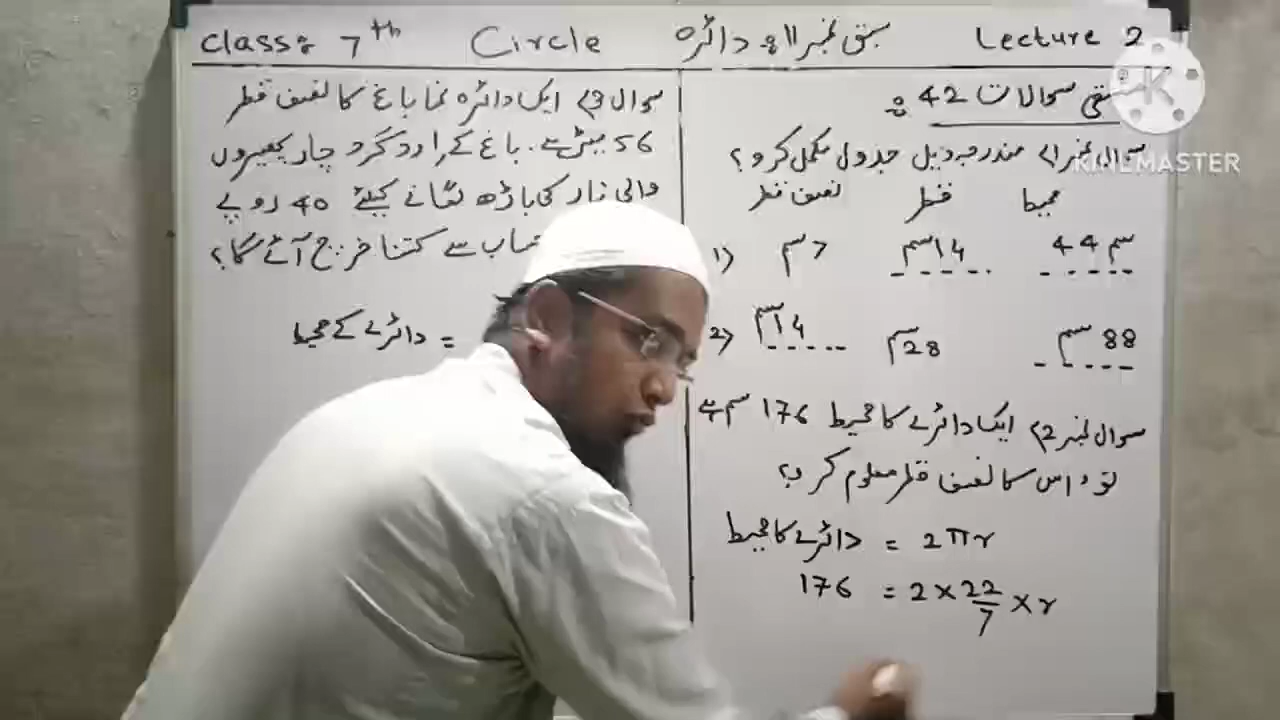 Class: 7th Circle سبق نمبر 11: دائرہ Lecture 2
مشقی سوالات 42 :
سوال نمبر 1) مندرجہ ذیل جدول مکمل کرو؟
نصف قطر قطر محیط
1) 7 سم 14 سم 44 سم
2) 14 سم 28 سم 88 سم
سوال نمبر 2) ایک دائرے کا محیط 176 سم ہے
تو اس کا نصف قطر معلوم کرو؟
دائرے کا محیط = 2πr
176 = 2 × 22/7 × r
سوال 3) ایک دائرہ نما باغ کا نصف قطر
56 میٹر ہے۔ باغ کے ارد گرد چار پھیروں
والی تار کی باڑھ لگانے کیلئے 40 روپے
حساب سے کتنا خرچ آئے گا؟
دائرے کے محیط =
KINEMASTER